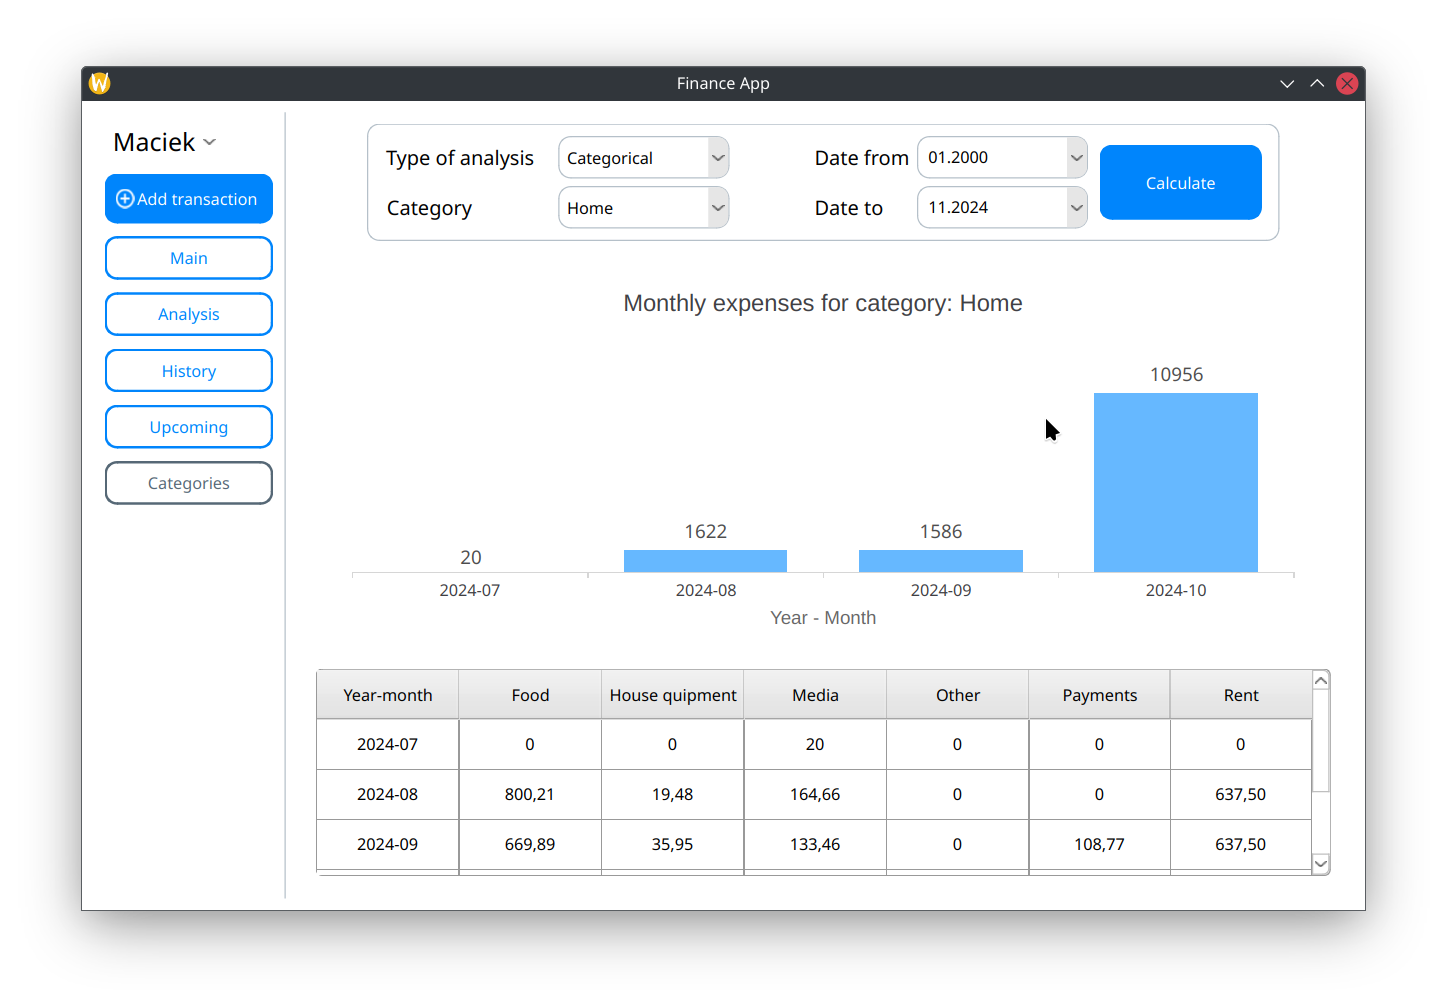 Finance App
Maciek
Add transaction
Main
Analysis
History
Upcoming
Categories
Type of analysis Categorical Date from 01.2000
Category Home Date to 11.2024
Calculate
Monthly expenses for category: Home
20 1622 1586 10956
2024-07 2024-08 2024-09 2024-10
Year - Month
Year-month Food House quipment Media Other Payments Rent
2024-07 0 0 20 0 0 0
2024-08 800,21 19,48 164,66 0 0 637,50
2024-09 669,89 35,95 133,46 0 108,77 637,50